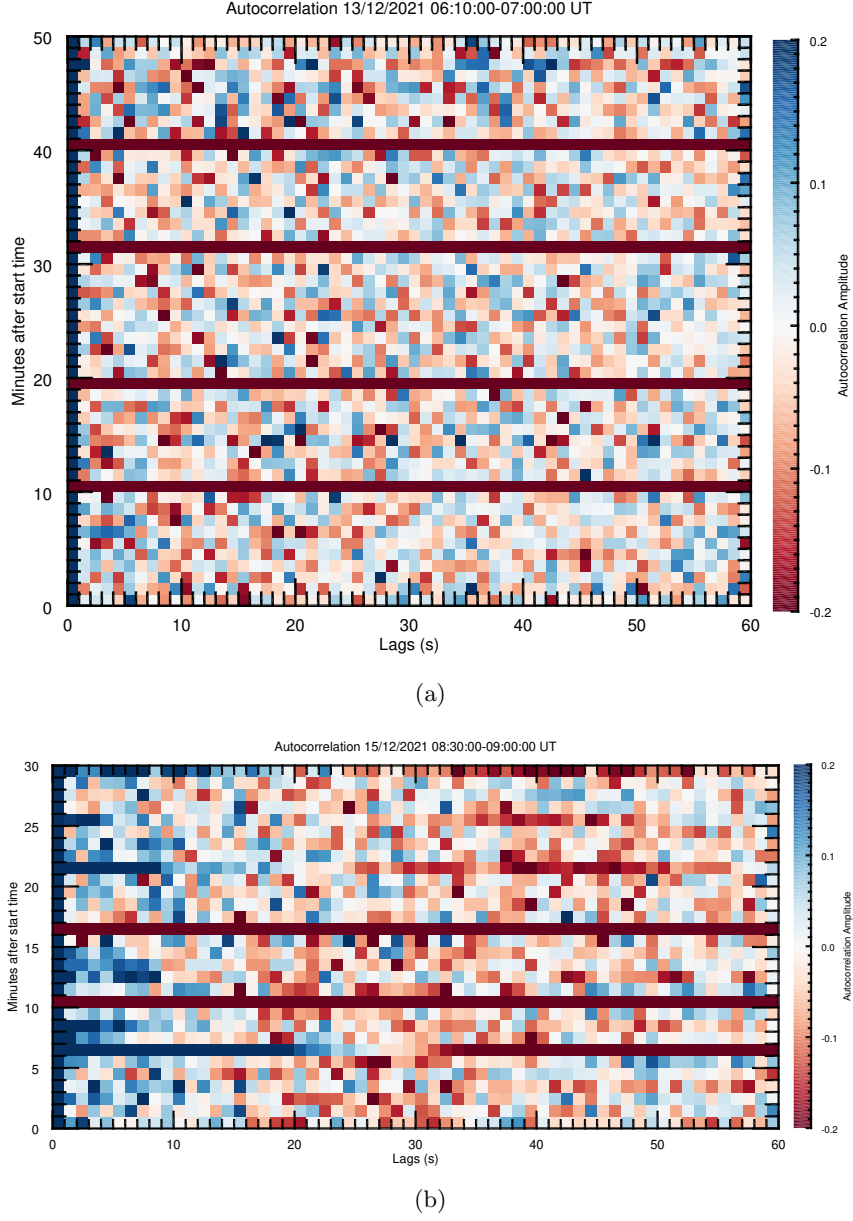 Autocorrelation 13/12/2021 06:10:00-07:00:00 UT
50
40
30
20
10
0
Minutes after start time
0 10 20 30 40 50 60
Lags (s)
0.2
0.1
0.0
-0.1
-0.2
Autocorrelation Amplitude
(a)
Autocorrelation 15/12/2021 08:30:00-09:00:00 UT
30
25
20
15
10
5
0
Minutes after start time
0 10 20 30 40 50 60
Lags (s)
0.2
0.1
0.0
-0.1
-0.2
Autocorrelation Amplitude
(b)